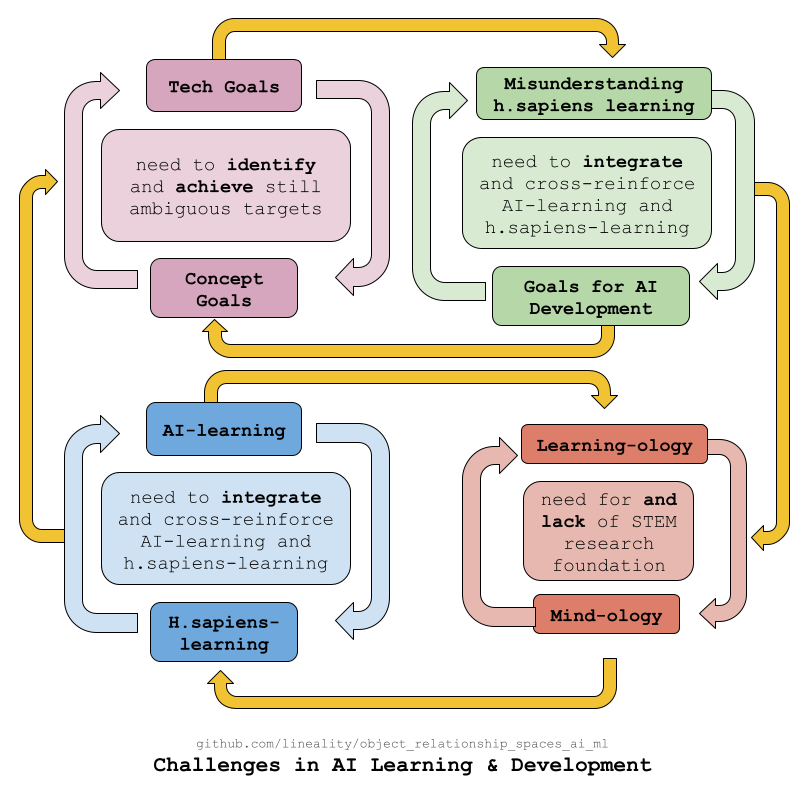 Tech Goals
need to identify
and achieve still
ambiguous targets
Concept
Goals
Misunderstanding
h.sapiens learning
need to integrate
and cross-reinforce
AI-learning and
h.sapiens-learning
Goals for AI
Development
AI-learning
need to integrate
and cross-reinforce
AI-learning and
h.sapiens-learning
H.sapiens-
learning
Learning-ology
need for and
lack of STEM
research
foundation
Mind-ology
github.com/lineality/object_relationship_spaces_ai_ml
Challenges in AI Learning & Development